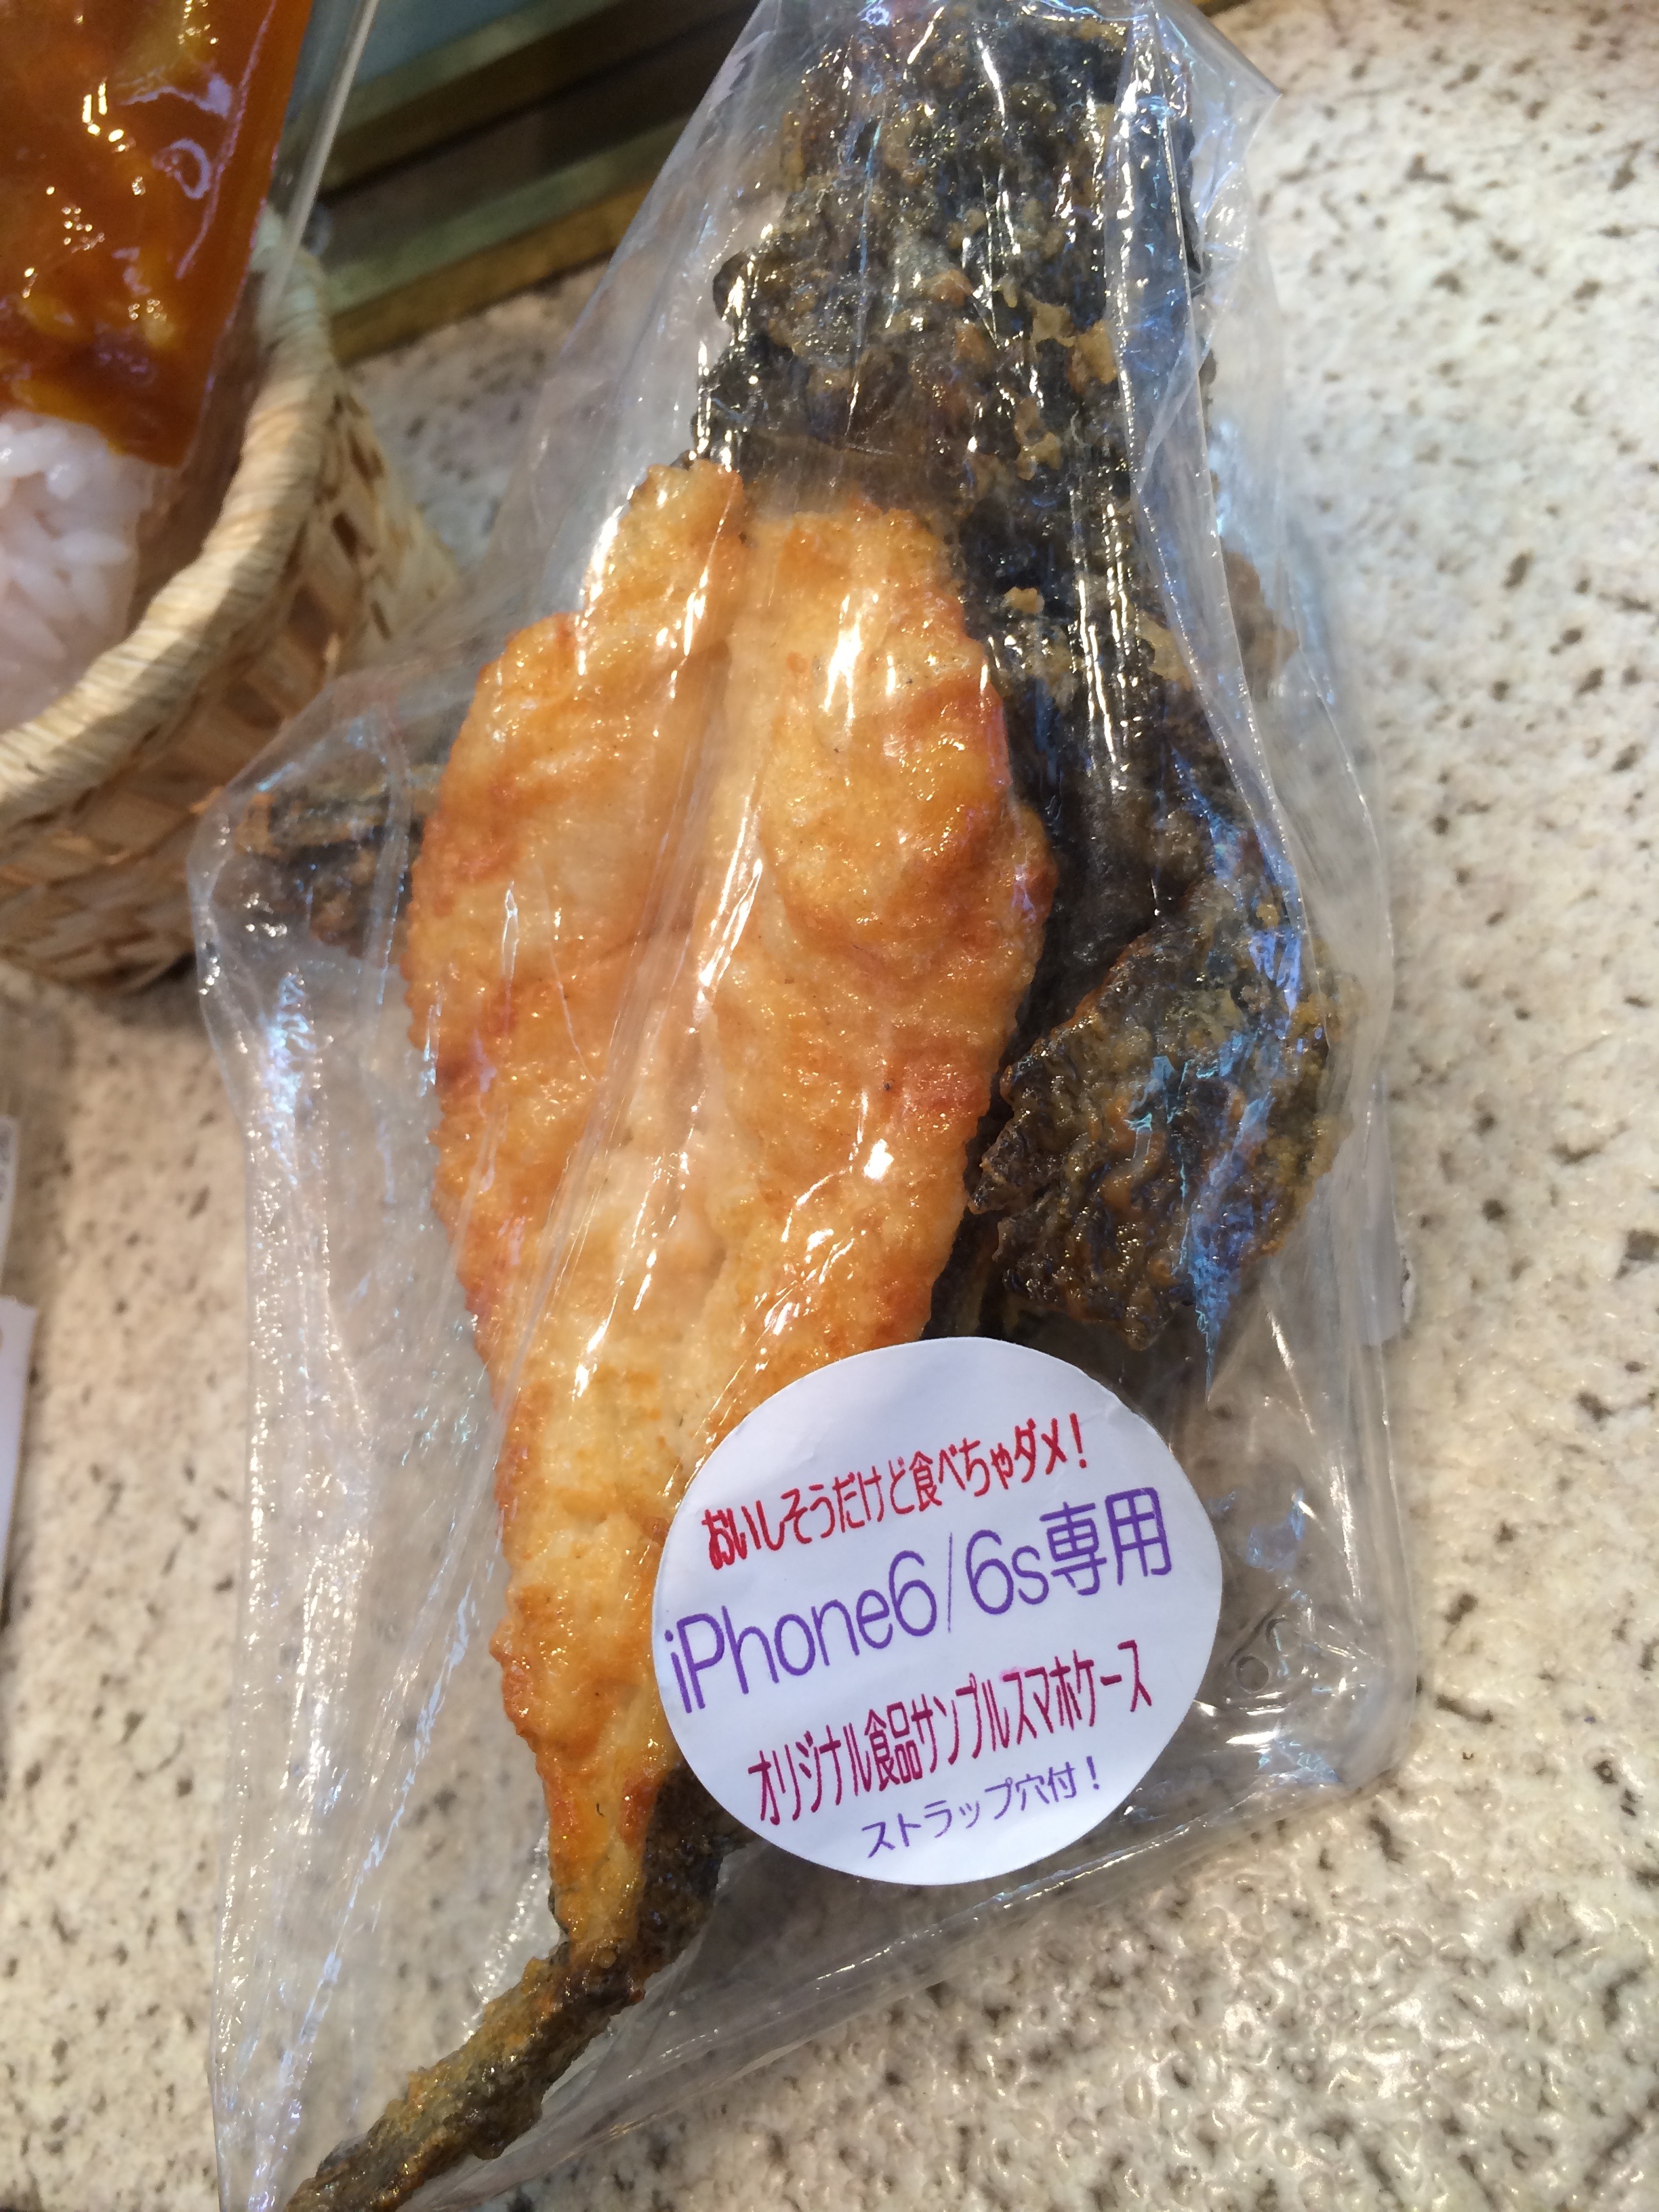 おいしそうだけど食べちゃダメ！
iPhone6/6s専用
オリジナル食品サンプルスマホケース
ストラップ穴付！